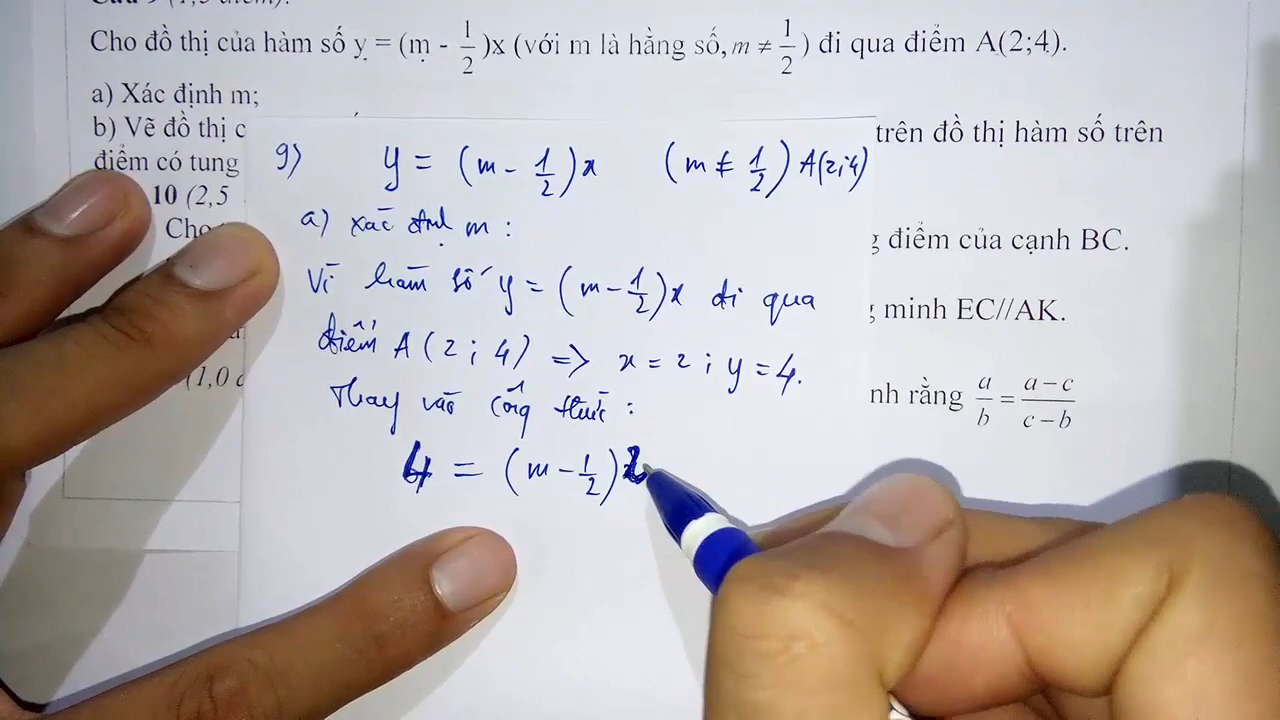 Cho đồ thị của hàm số y = (m - 1/2)x (với m là hằng số, m ≠ 1/2) đi qua điểm A(2;4).
a) Xác định m;
b) Vẽ đồ thị c
trên đồ thị hàm số trên
điểm có tung
10 (2,5
Cho
điểm của cạnh BC.
minh EC//AK.
(1,0
nh rằng a/b = (a-c)/(c-b)
9) y = (m - 1/2)x (m ≠ 1/2) A(2;4)
a) xác định m :
Vì hàm số y = (m - 1/2)x đi qua
điểm A(2;4) => x = 2; y = 4.
Thay vào công thức :
4 = (m - 1/2)2